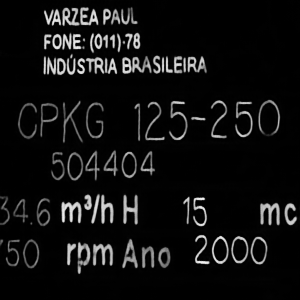 VARZEA PAUL
FONE: (011)·78
INDÚSTRIA BRASILEIRA
CPKG 125-250
504404
34.6 m³/h H 15 mc
50 rpm Ano 2000